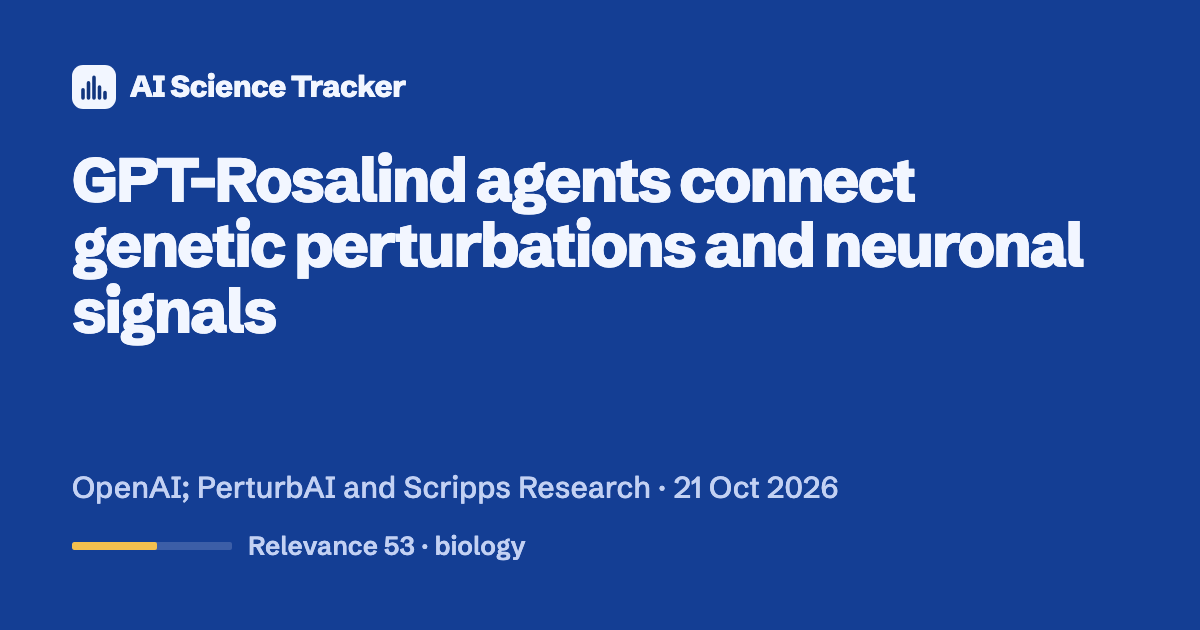 AI Science Tracker
GPT-Rosalind agents connect
genetic perturbations and neuronal
signals
OpenAI; PerturbAI and Scripps Research · 21 Oct 2026
Relevance 53 · biology